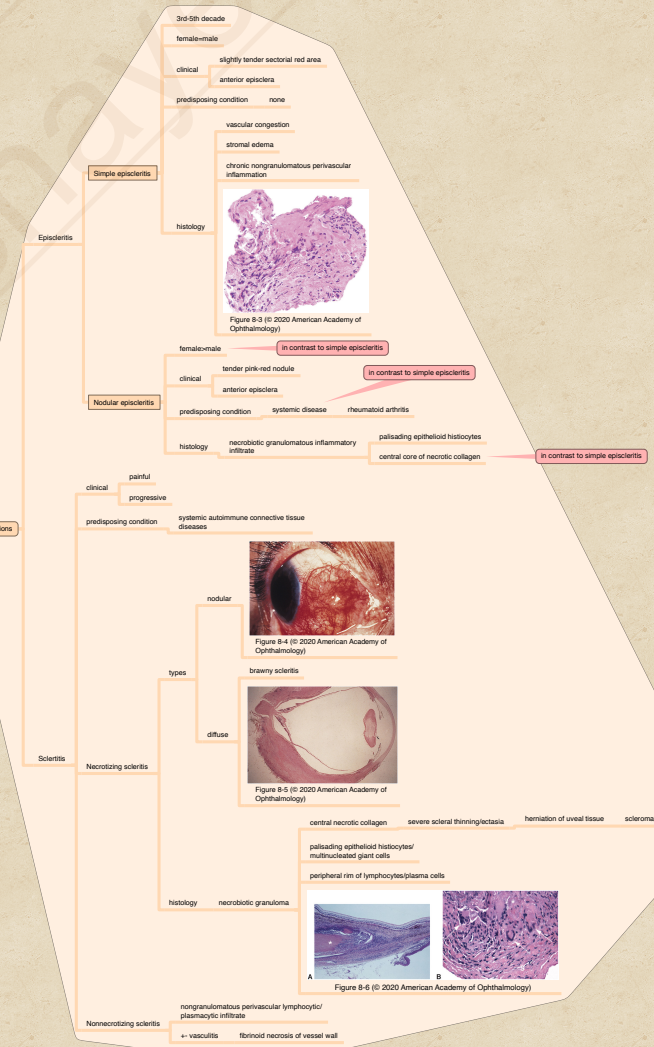 3rd-5th decade
female=male
clinical
slightly tender sectorial red area
anterior episclera
predisposing condition
none
Simple episcleritis
vascular congestion
stromal edema
chronic nongranulomatous perivascular
inflammation
histology
Figure 8-3 (© 2020 American Academy of
Ophthalmology)
Episcleritis
female>male
in contrast to simple episcleritis
clinical
tender pink-red nodule
anterior episclera
in contrast to simple episcleritis
Nodular episcleritis
predisposing condition
systemic disease
rheumatoid arthritis
histology
necrobiotic granulomatous inflammatory
infiltrate
palisading epithelioid histiocytes
central core of necrotic collagen
in contrast to simple episcleritis
clinical
painful
progressive
ions
predisposing condition
systemic autoimmune connective tissue
diseases
nodular
Figure 8-4 (© 2020 American Academy of
Ophthalmology)
types
brawny scleritis
diffuse
Figure 8-5 (© 2020 American Academy of
Ophthalmology)
Sclertitis
Necrotizing scleritis
central necrotic collagen
severe scleral thinning/ectasia
herniation of uveal tissue
scleroma
palisading epithelioid histiocytes/
multinucleated giant cells
peripheral rim of lymphocytes/plasma cells
histology
necrobiotic granuloma
A
B
Figure 8-6 (© 2020 American Academy of Ophthalmology)
Nonnecrotizing scleritis
nongranulomatous perivascular lymphocytic/
plasmacytic infiltrate
+- vasculitis
fibrinoid necrosis of vessel wall